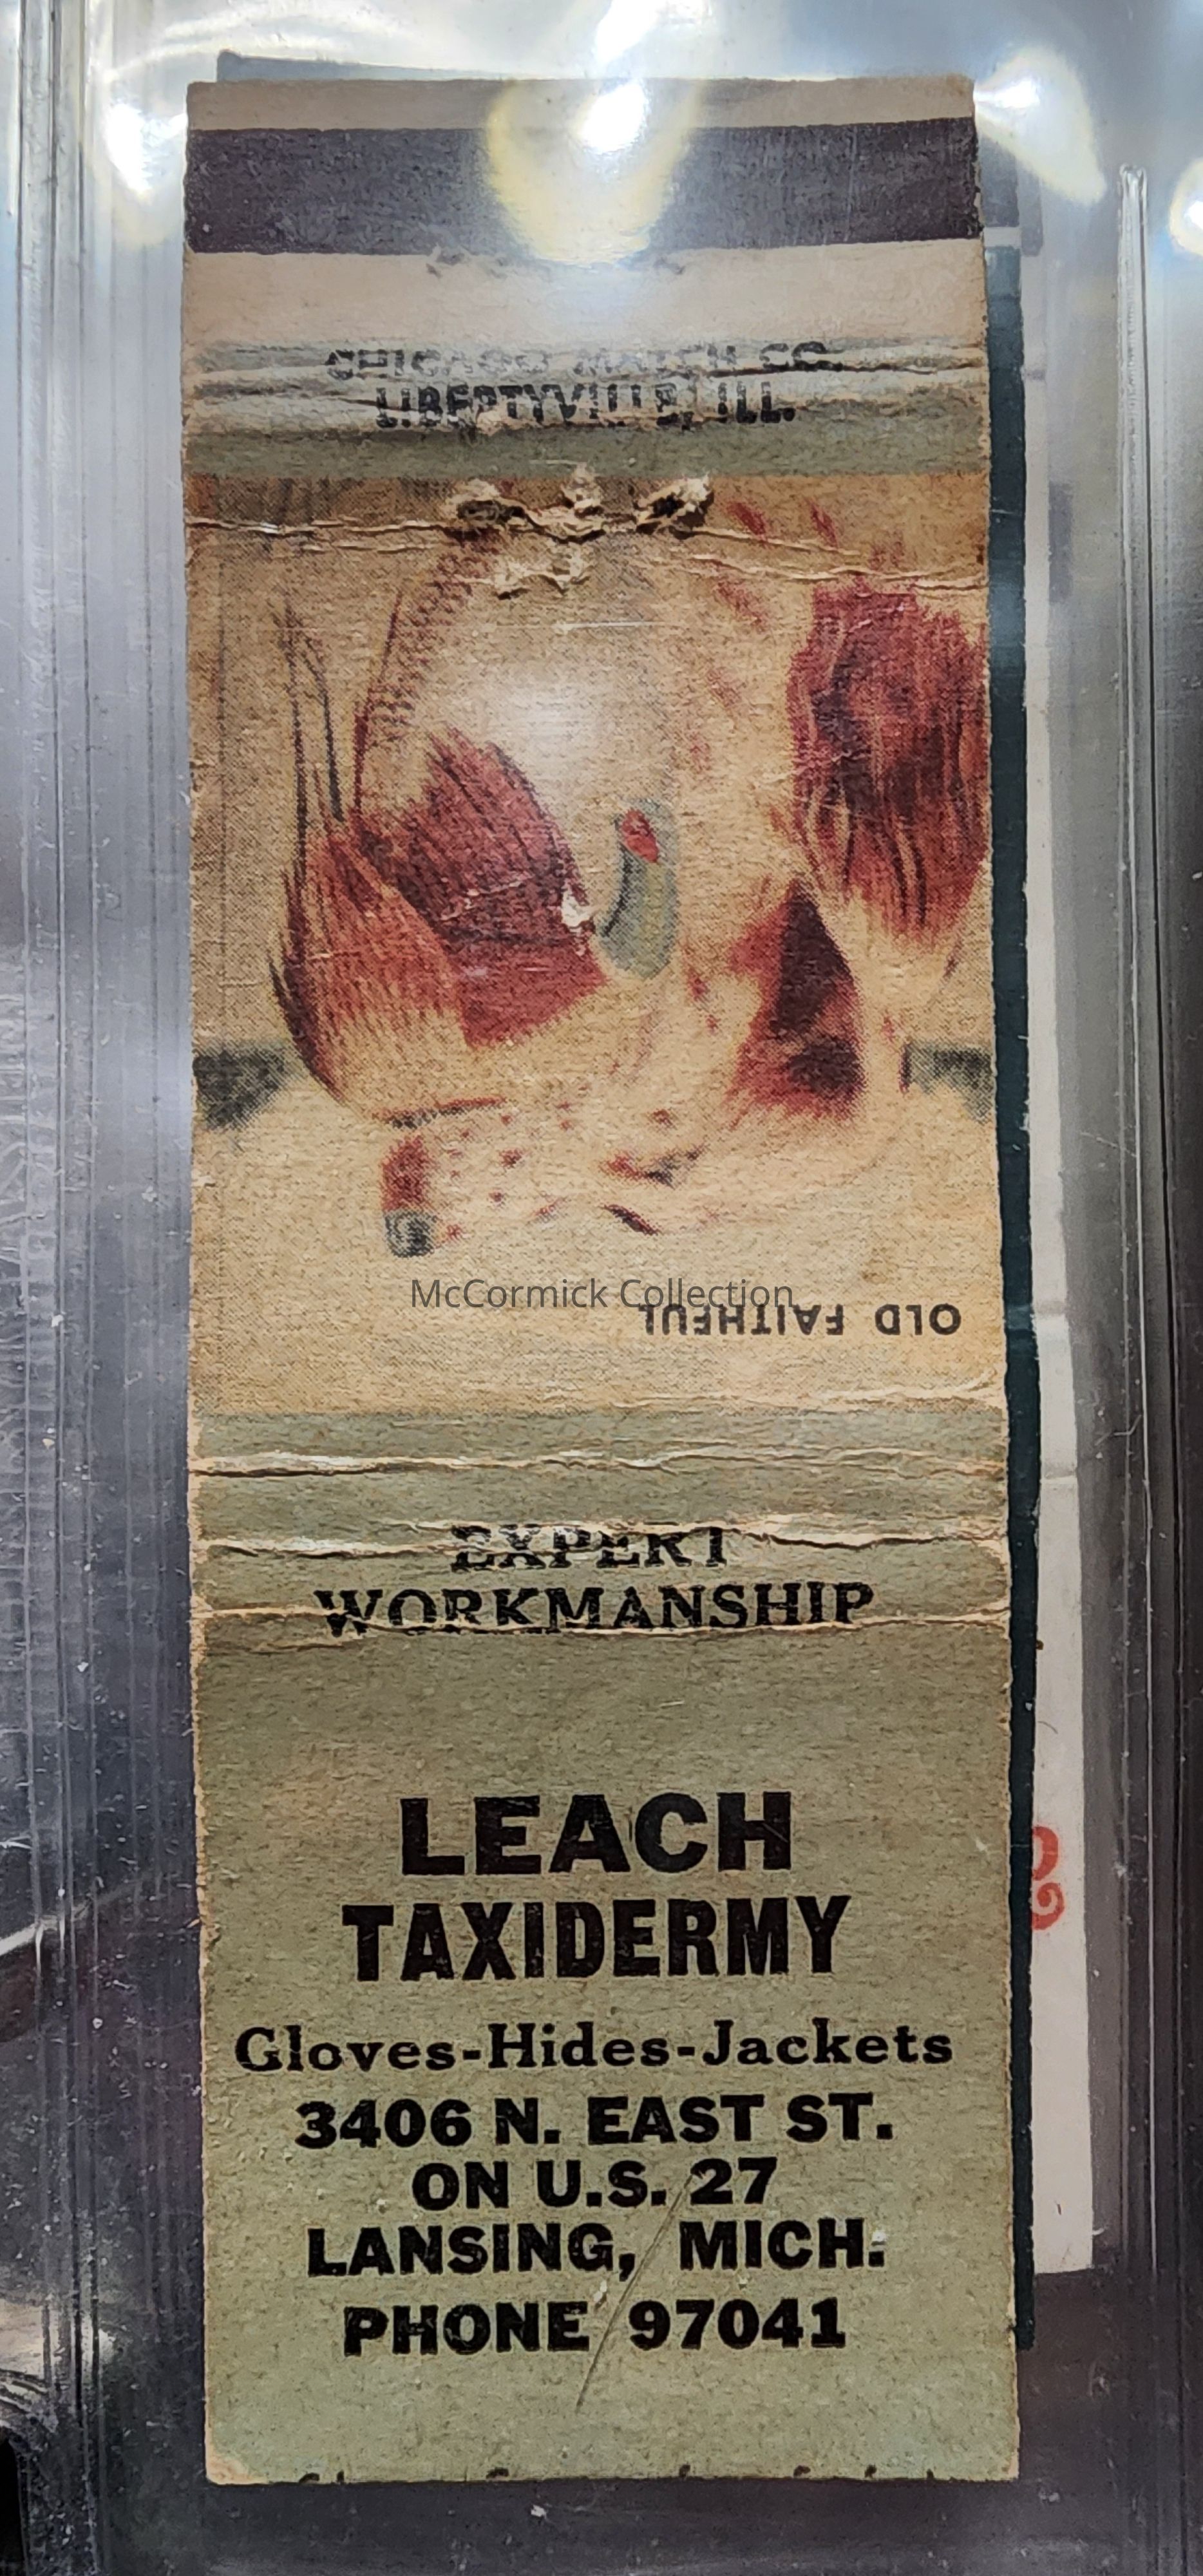 CHICAGO MATCH CO.
LIBERTYVILLE, ILL.
McCormick Collection
OLD FAITHFUL
EXPERT
WORKMANSHIP
LEACH
TAXIDERMY
Gloves-Hides-Jackets
3406 N. EAST ST.
ON U.S. 27
LANSING, MICH.
PHONE 97041